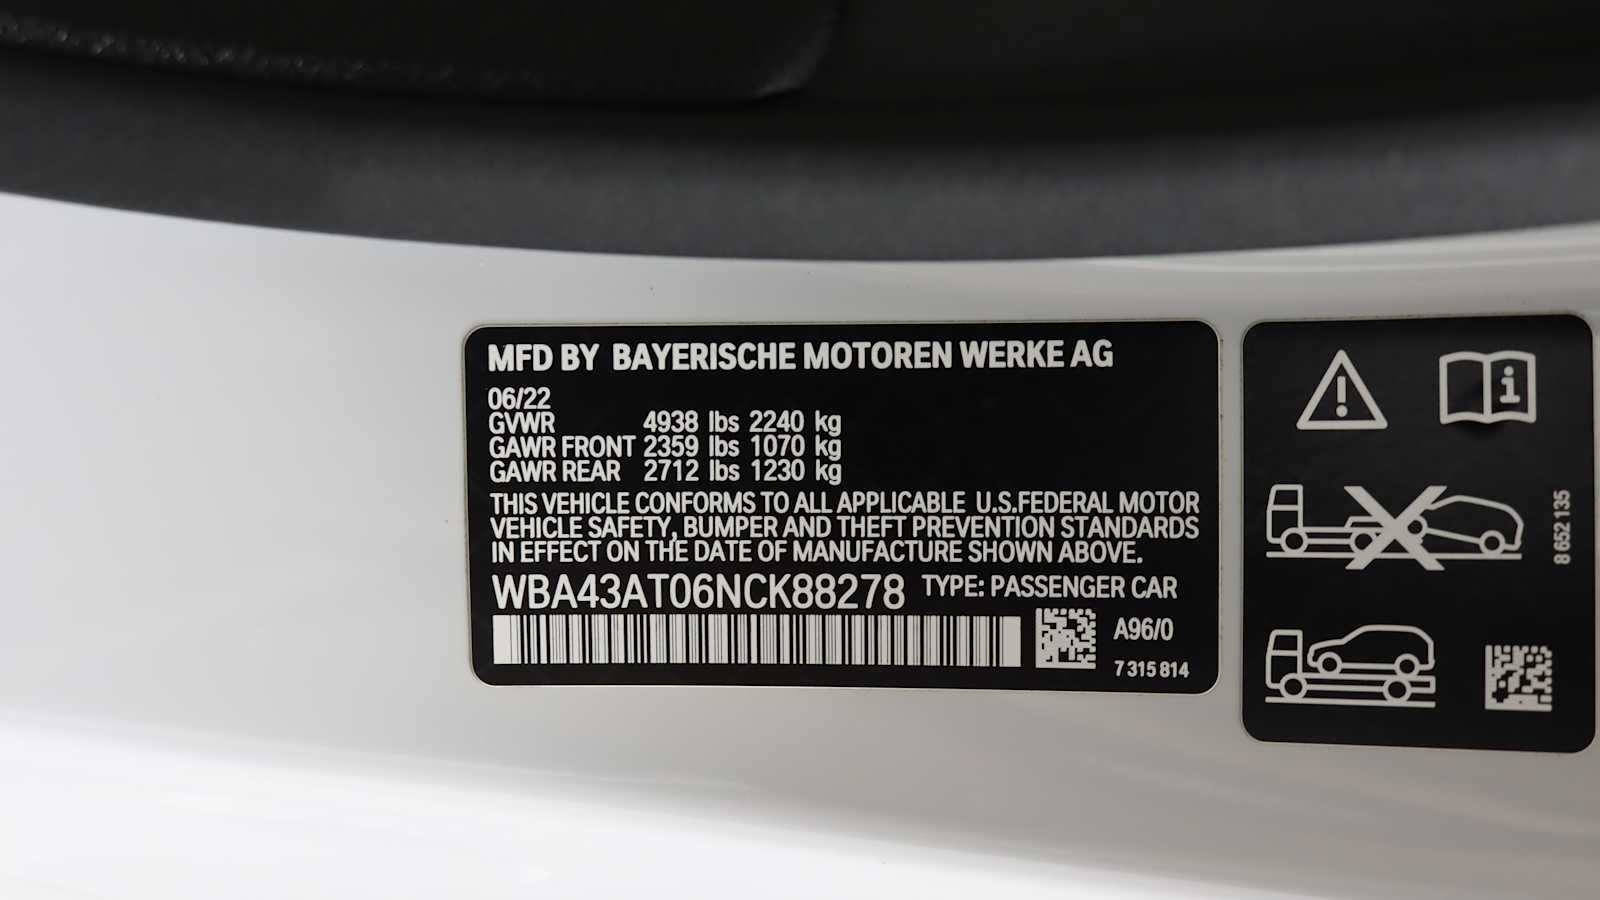 MFD BY BAYERISCHE MOTOREN WERKE AG
06/22
GVWR 4938 lbs 2240 kg
GAWR FRONT 2359 lbs 1070 kg
GAWR REAR 2712 lbs 1230 kg
THIS VEHICLE CONFORMS TO ALL APPLICABLE U.S.FEDERAL MOTOR
VEHICLE SAFETY, BUMPER AND THEFT PREVENTION STANDARDS
IN EFFECT ON THE DATE OF MANUFACTURE SHOWN ABOVE.
WBA43AT06NCK88278 TYPE: PASSENGER CAR
A96/0
7 315 814
8 652 135